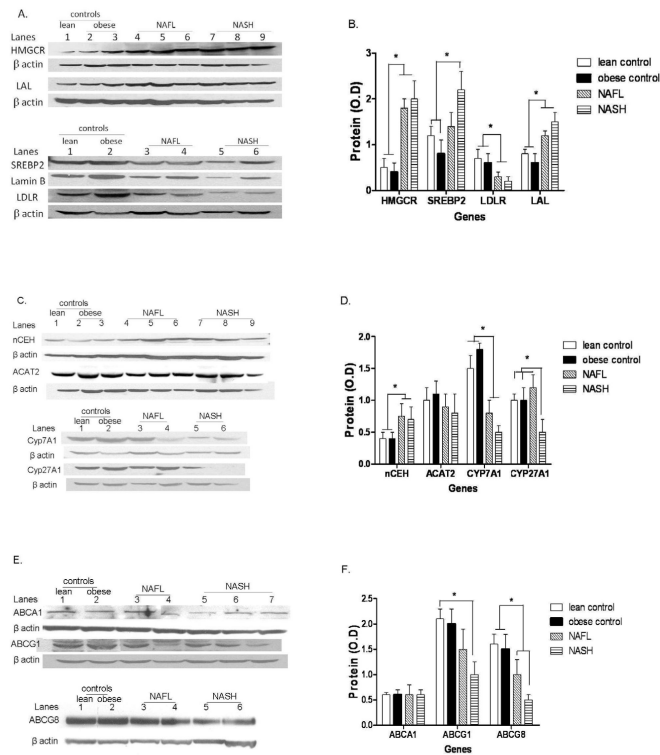 A.
controls
lean obese NAFL NASH
Lanes 1 2 3 4 5 6 7 8 9
HMGCR
β actin
LAL
β actin
controls
lean obese NAFL NASH
Lanes 1 2 3 4 5 6
SREBP2
Lamin B
LDLR
β actin
B.
Protein (O.D)
3
2
1
0
* * * *
lean control
obese control
NAFL
NASH
HMGCR SREBP2 LDLR LAL
Genes
C.
controls
lean obese NAFL NASH
Lanes 1 2 3 4 5 6 7 8 9
nCEH
β actin
ACAT2
β actin
controls
lean obese NAFL NASH
Lanes 1 2 3 4 5 6
Cyp7A1
β actin
Cyp27A1
β actin
D.
Protein (O.D)
2.0
1.5
1.0
0.5
0.0
* * *
lean control
obese control
NAFL
NASH
nCEH ACAT2 CYP7A1 CYP27A1
Genes
E.
controls
lean obese NAFL NASH
Lanes 1 2 3 4 5 6 7
ABCA1
β actin
ABCG1
β actin
controls
lean obese NAFL NASH
Lanes 1 2 3 4 5 6
ABCG8
β actin
F.
Protein (O.D)
2.5
2.0
1.5
1.0
0.5
0.0
* *
lean control
obese control
NAFL
NASH
ABCA1 ABCG1 ABCG8
Genes